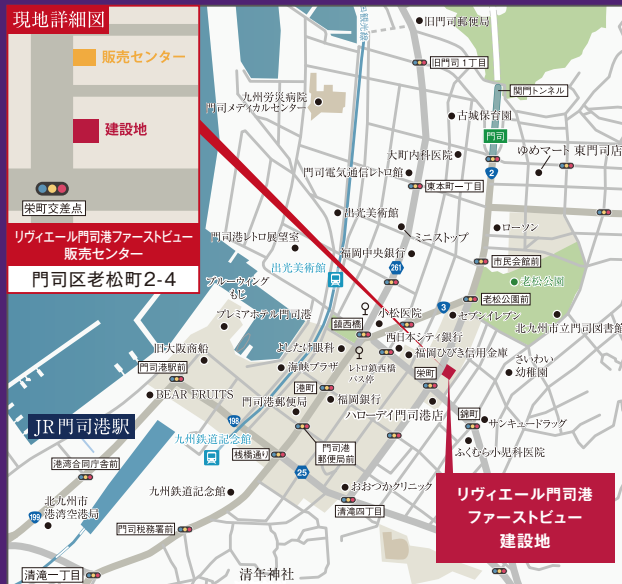 現地詳細図
販売センター
建設地
栄町交差点
リヴィエール門司港ファーストビュー
販売センター
門司区老松町2-4
旧門司郵便局
旧門司1丁目
関門トンネル
九州労災病院
門司メディカルセンター
古城保育園
門司
大町内科医院
ゆめマート 東門司店
2
門司電気通信レトロ館
東本町一丁目
出光美術館
ミニストップ
ローソン
門司港レトロ展望室
福岡中央銀行
261
市民会館前
出光美術館
老松公園
ブルーウィング
もじ
3
老松公園前
プレミアホテル門司港
小松医院
セブンイレブン
北九州市立門司図書館
鎮西橋
西日本シティ銀行
旧大阪商船
よしたけ眼科
福岡ひびき信用金庫
さいわい
幼稚園
門司港駅前
海峡プラザ
レトロ鎮西橋
バス停
栄町
港町
BEAR FRUITS
門司港郵便局
福岡銀行
ハローデイ門司港店
錦町
JR門司港駅
198
サンキュードラッグ
九州鉄道記念館
門司港
郵便局前
桟橋通り
ふくむら小児科医院
港湾合同庁舎前
25
九州鉄道記念館
おおつかクリニック
リヴィエール門司港
ファーストビュー
建設地
北九州市
港湾空港局
清滝四丁目
199
門司税務署前
清滝一丁目
清年神社